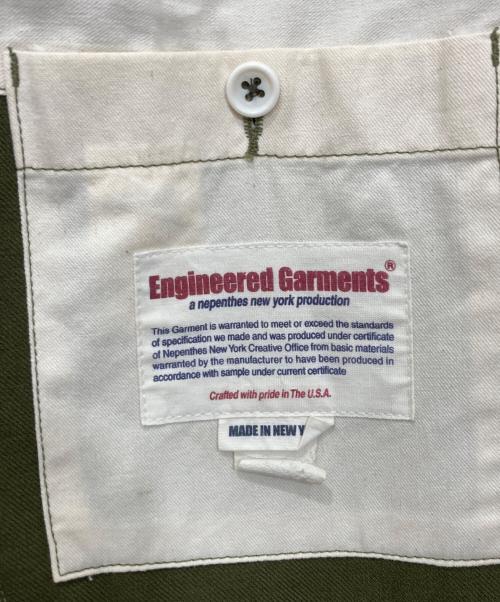 Engineered Garments®
a nepenthes new york production
This Garment is warranted to meet or exceed the standards
of specification we made and was produced under certificate
of Nepenthes New York Creative Office from basic materials
warranted by the manufacturer to have been produced in
accordance with sample under current certificate
Crafted with pride in The U.S.A.
MADE IN NEW Y